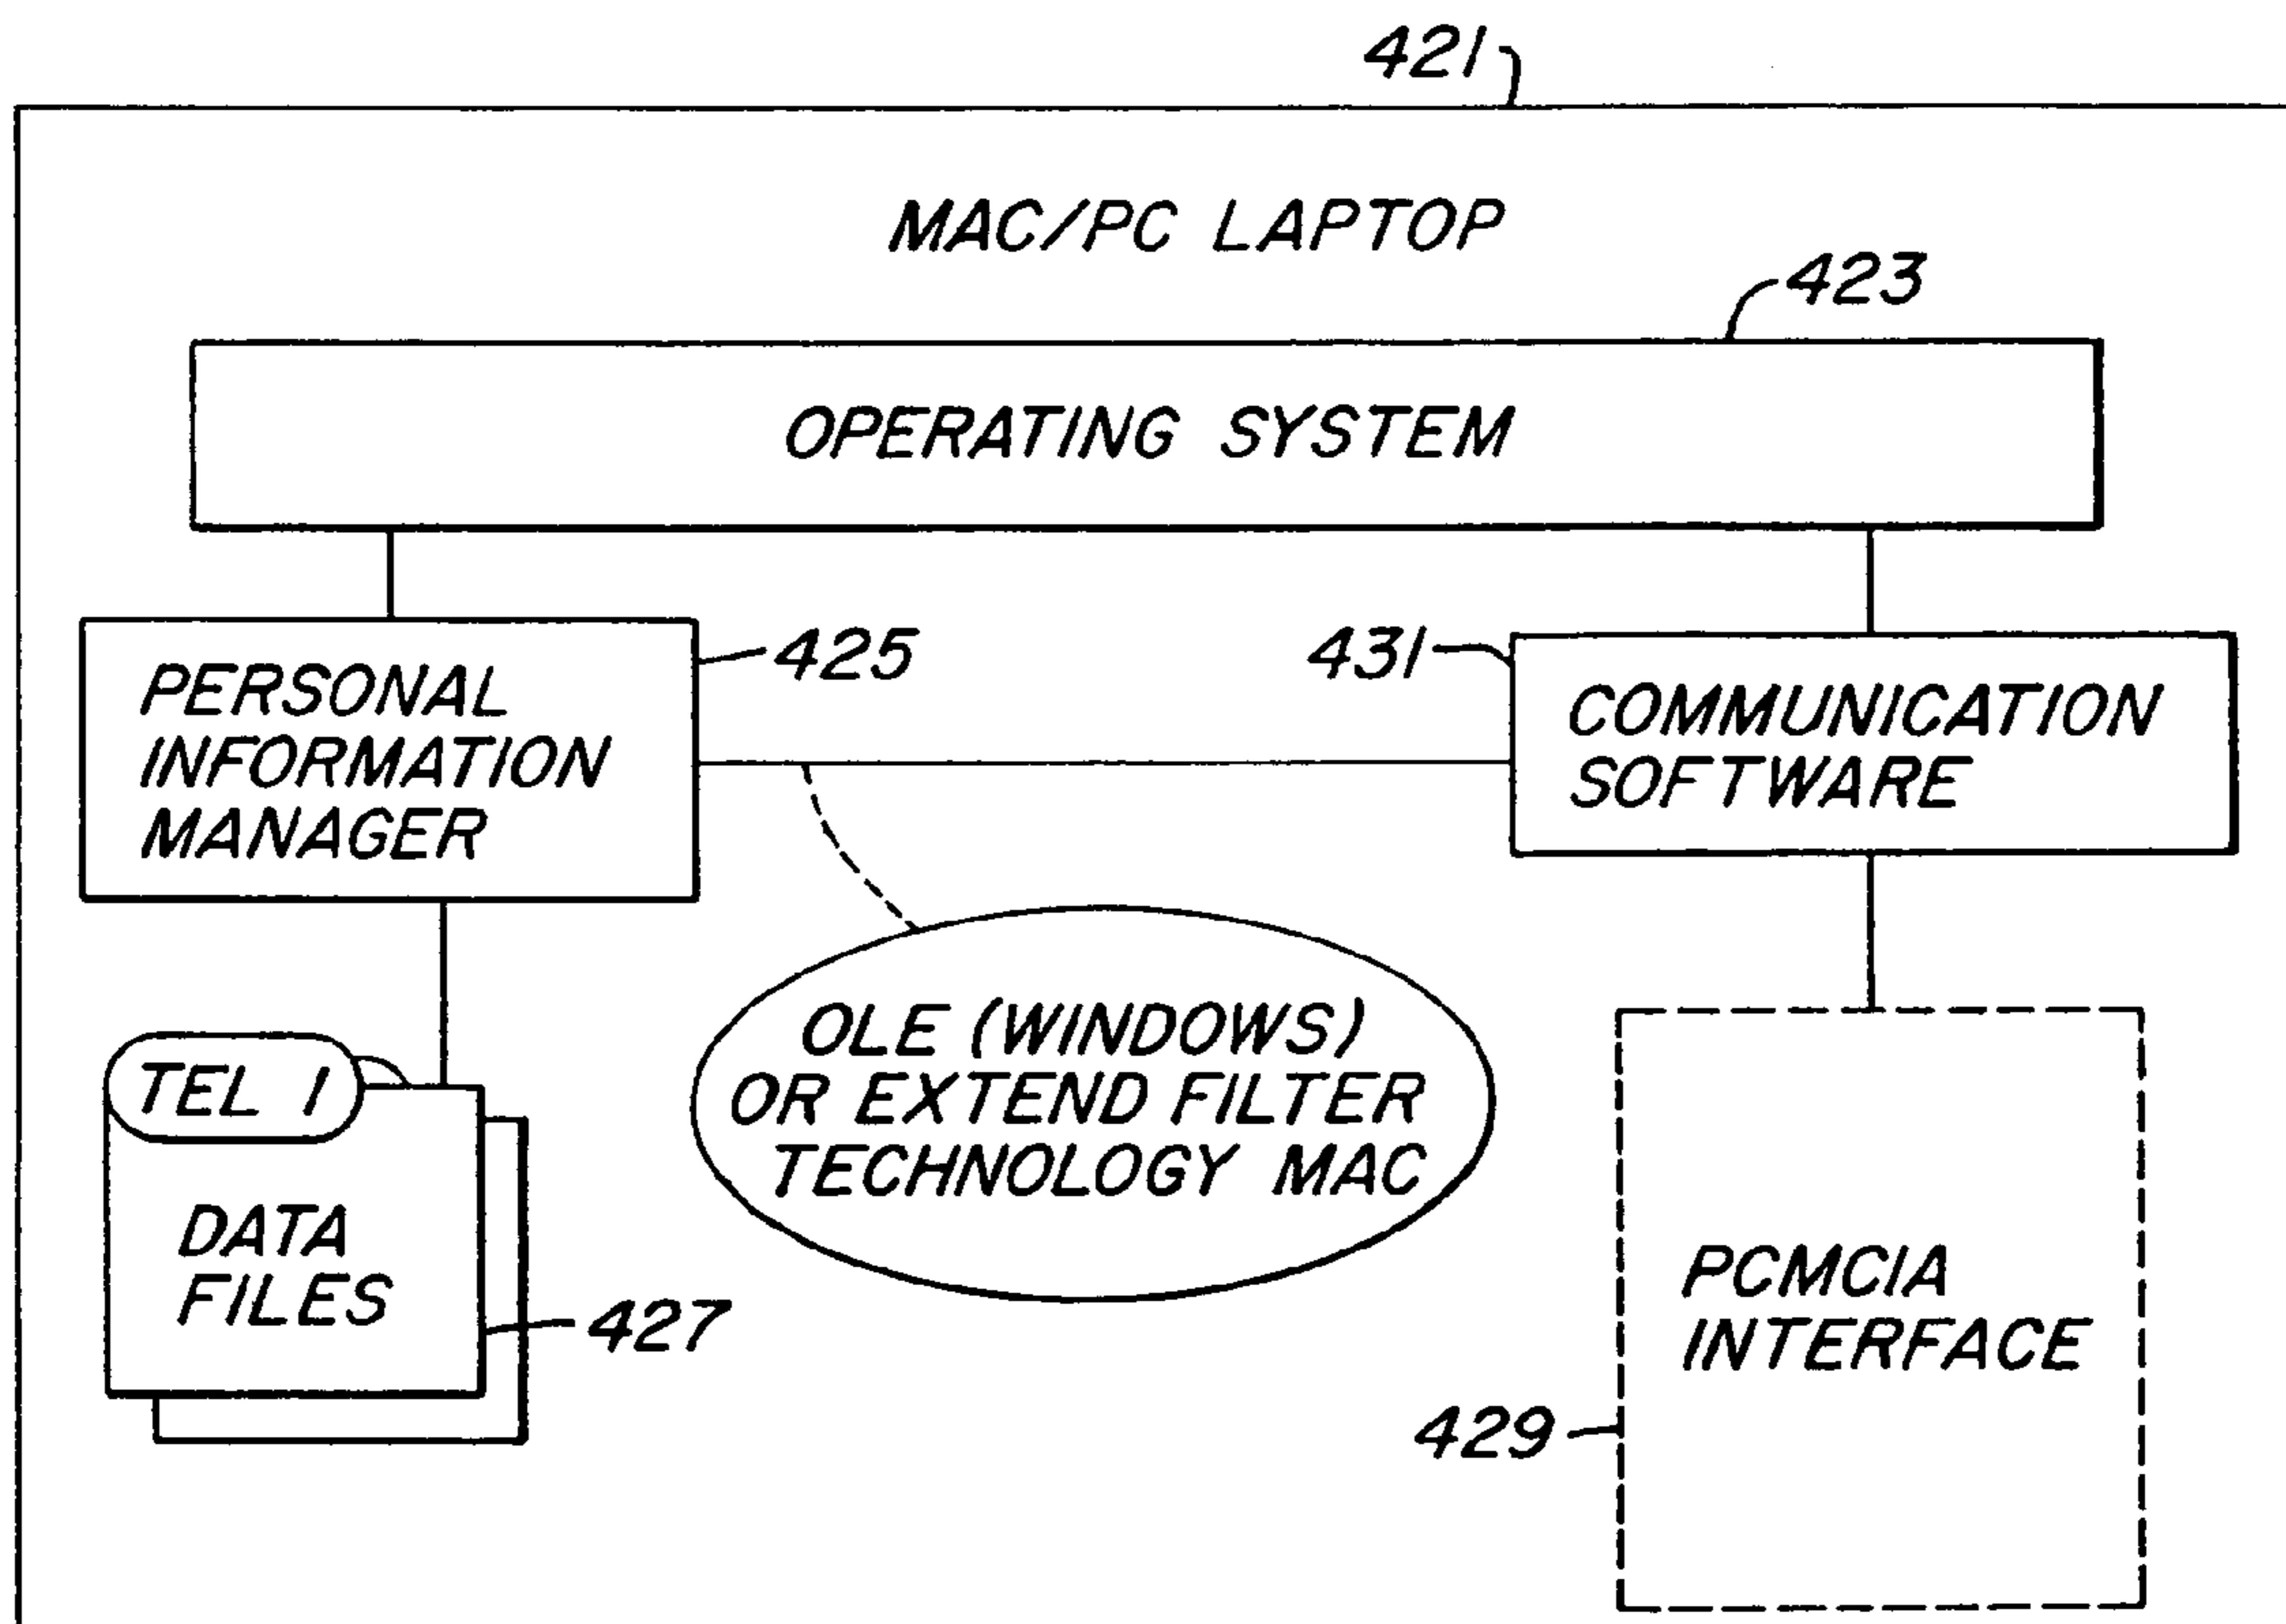 421
MAC/PC LAPTOP
423
OPERATING SYSTEM
PERSONAL
INFORMATION
MANAGER
425
431
COMMUNICATION
SOFTWARE
OLE (WINDOWS)
OR EXTEND FILTER
TECHNOLOGY MAC
TEL 1
DATA
FILES
427
PCMCIA
INTERFACE
429